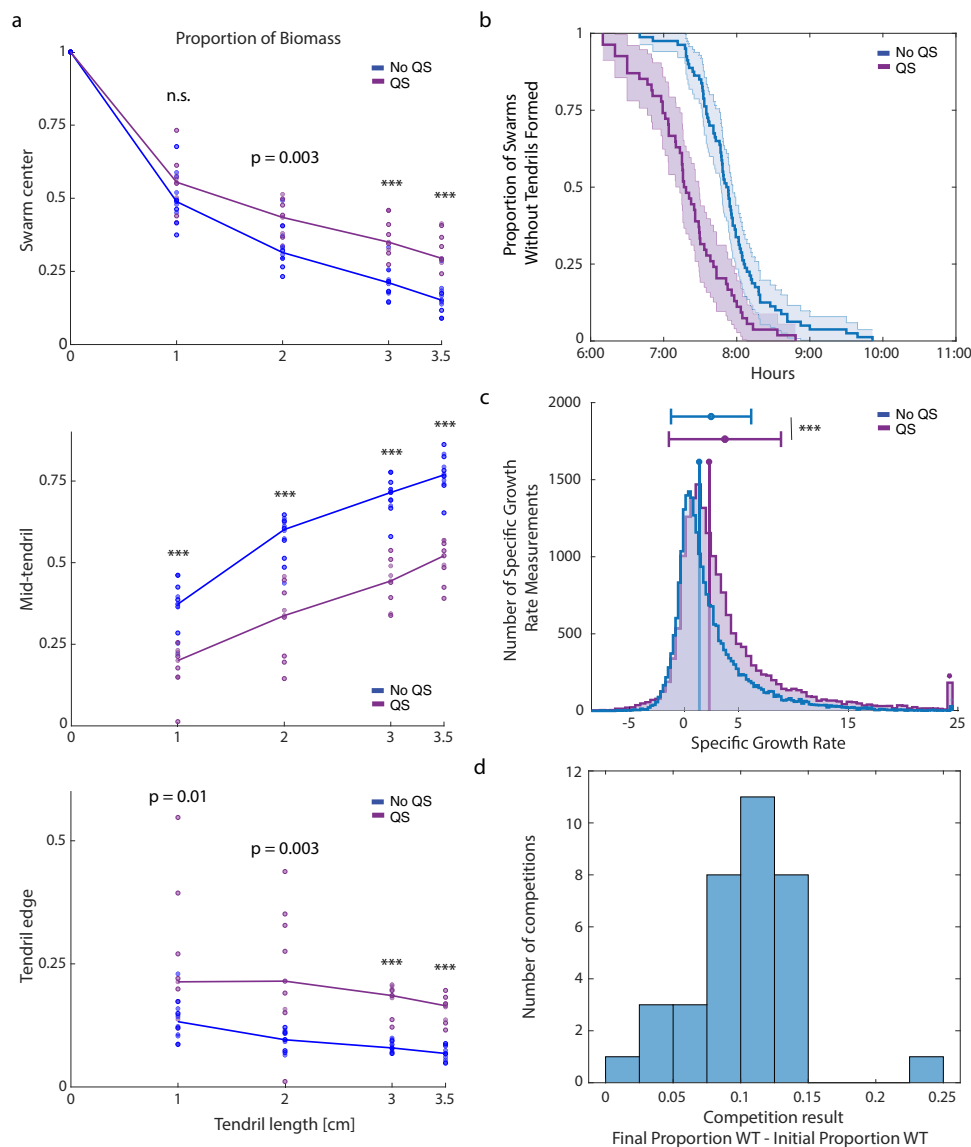 a
Proportion of Biomass
No QS
QS
n.s.
p = 0.003
***
***
Swarm center
1
0.75
0.5
0.25
0
0
1
2
3
3.5
***
***
***
***
Mid-tendril
0.75
0.5
0.25
0
No QS
QS
0
1
2
3
3.5
p = 0.01
p = 0.003
***
***
No QS
QS
Tendril edge
0.5
0.25
0
0
1
2
3
3.5
Tendril length [cm]
b
No QS
QS
Proportion of Swarms
Without Tendrils Formed
1
0.75
0.5
0.25
0
6:00
7:00
8:00
9:00
10:00
11:00
Hours
c
No QS
QS
***
Number of Specific Growth
Rate Measurements
2000
1500
1000
500
0
-5
0
5
15
25
Specific Growth Rate
d
Number of competitions
12
10
8
6
4
2
0
0
0.05
0.1
0.15
0.2
0.25
Competition result
Final Proportion WT - Initial Proportion WT